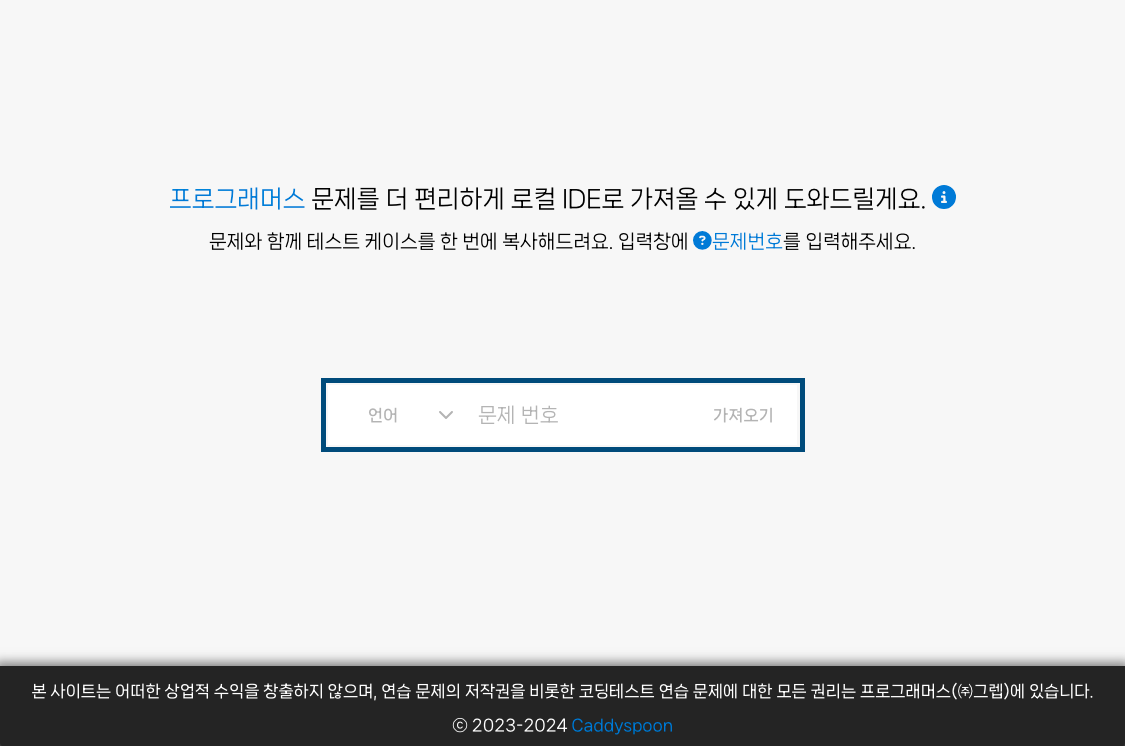 프로그래머스 문제를 더 편리하게 로컬 IDE로 가져올 수 있게 도와드릴게요.
문제와 함께 테스트 케이스를 한 번에 복사해드려요. 입력창에 ?문제번호를 입력해주세요.
언어 문제 번호 가져오기
본 사이트는 어떠한 상업적 수익을 창출하지 않으며, 연습 문제의 저작권을 비롯한 코딩테스트 연습 문제에 대한 모든 권리는 프로그래머스(㈜그렙)에 있습니다.
ⓒ 2023-2024 Caddyspoon